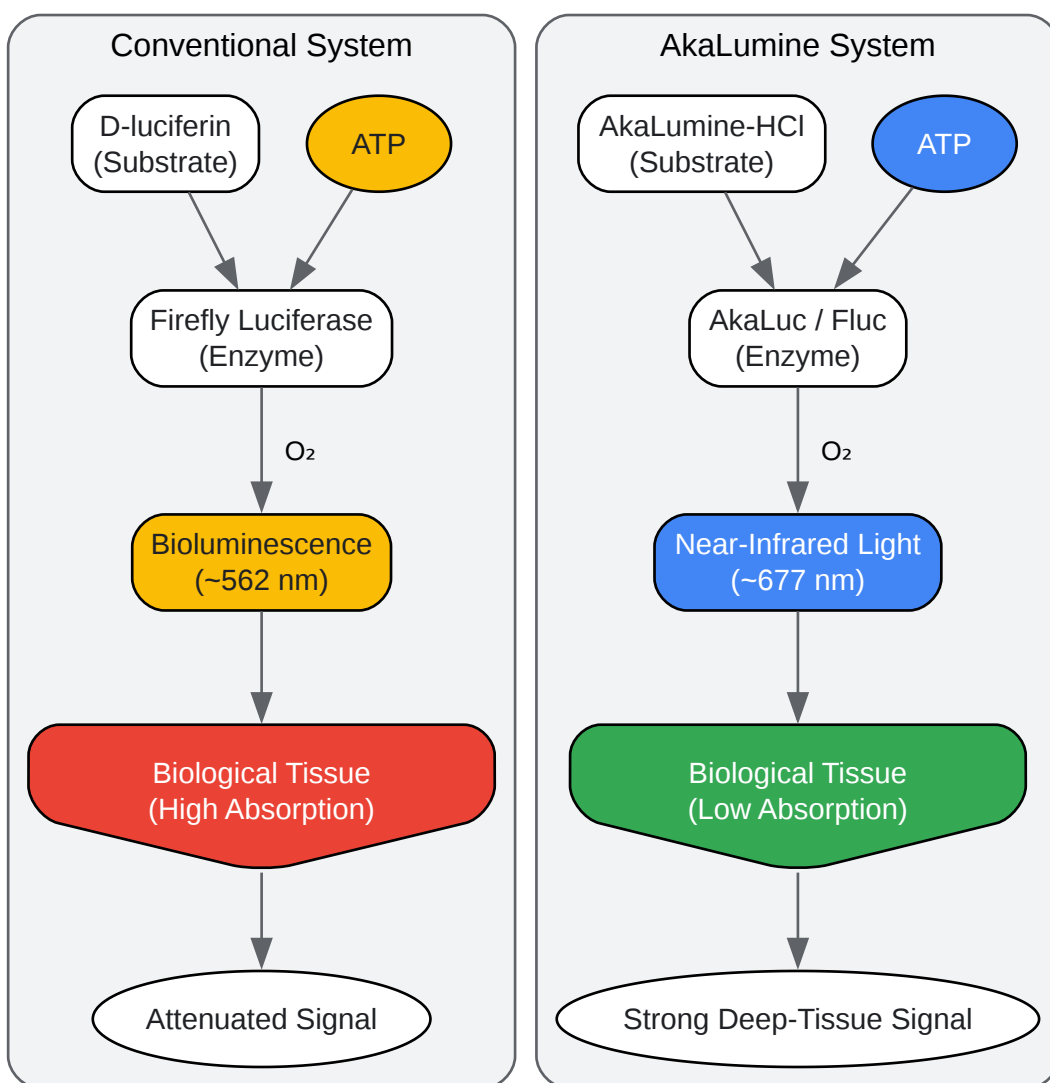 Conventional System
D-luciferin
(Substrate)
ATP
Firefly Luciferase
(Enzyme)
O₂
Bioluminescence
(~562 nm)
Biological Tissue
(High Absorption)
Attenuated Signal
AkaLumine System
AkaLumine-HCl
(Substrate)
ATP
AkaLuc / Fluc
(Enzyme)
O₂
Near-Infrared Light
(~677 nm)
Biological Tissue
(Low Absorption)
Strong Deep-Tissue Signal